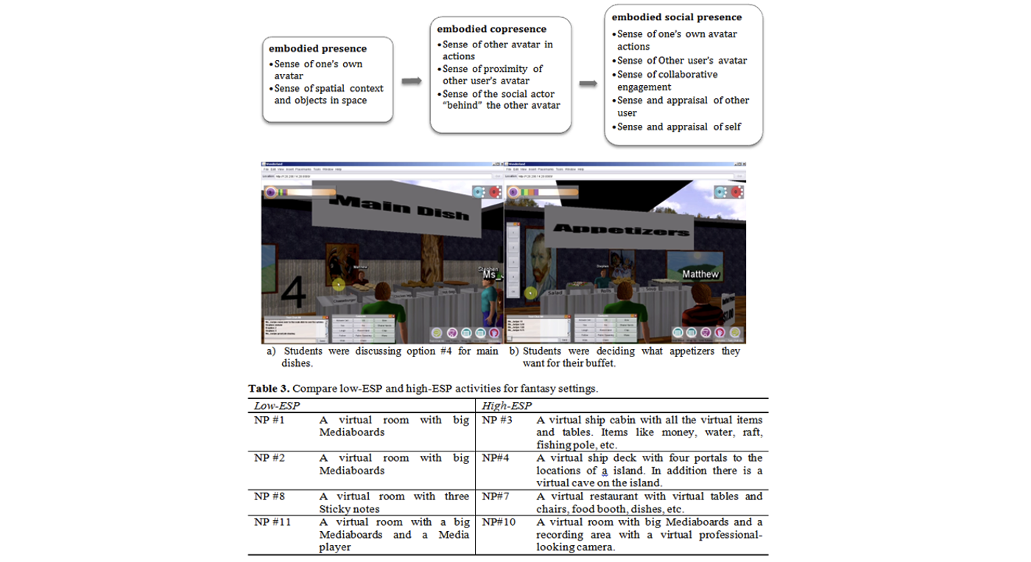 embodied presence
•Sense of one's own
avatar
•Sense of spatial context
and objects in space
embodied copresence
•Sense of other avatar in
actions
•Sense of proximity of
other user's avatar
•Sense of the social actor
"behind" the other avatar
embodied social presence
•Sense of one's own avatar
actions
•Sense of Other user's avatar
•Sense of collaborative
engagement
•Sense and appraisal of other
user
•Sense and appraisal of self
Main Dish
4
Ms_
Appetizers
Matthew
a) Students were discussing option #4 for main
dishes.
b) Students were deciding what appetizers they
want for their buffet.
Table 3. Compare low-ESP and high-ESP activities for fantasy settings.
Low-ESP High-ESP
NP #1 A virtual room with big
Mediaboards
NP #3 A virtual ship cabin with all the virtual items
and tables. Items like money, water, raft,
fishing pole, etc.
NP #2 A virtual room with big
Mediaboards
NP#4 A virtual ship deck with four portals to the
locations of a island. In addition there is a
virtual cave on the island.
NP #8 A virtual room with three
Sticky notes
NP#7 A virtual restaurant with virtual tables and
chairs, food booth, dishes, etc.
NP #11 A virtual room with a big
Mediaboards and a Media
player
NP#10 A virtual room with big Mediaboards and a
recording area with a virtual professional-
looking camera.